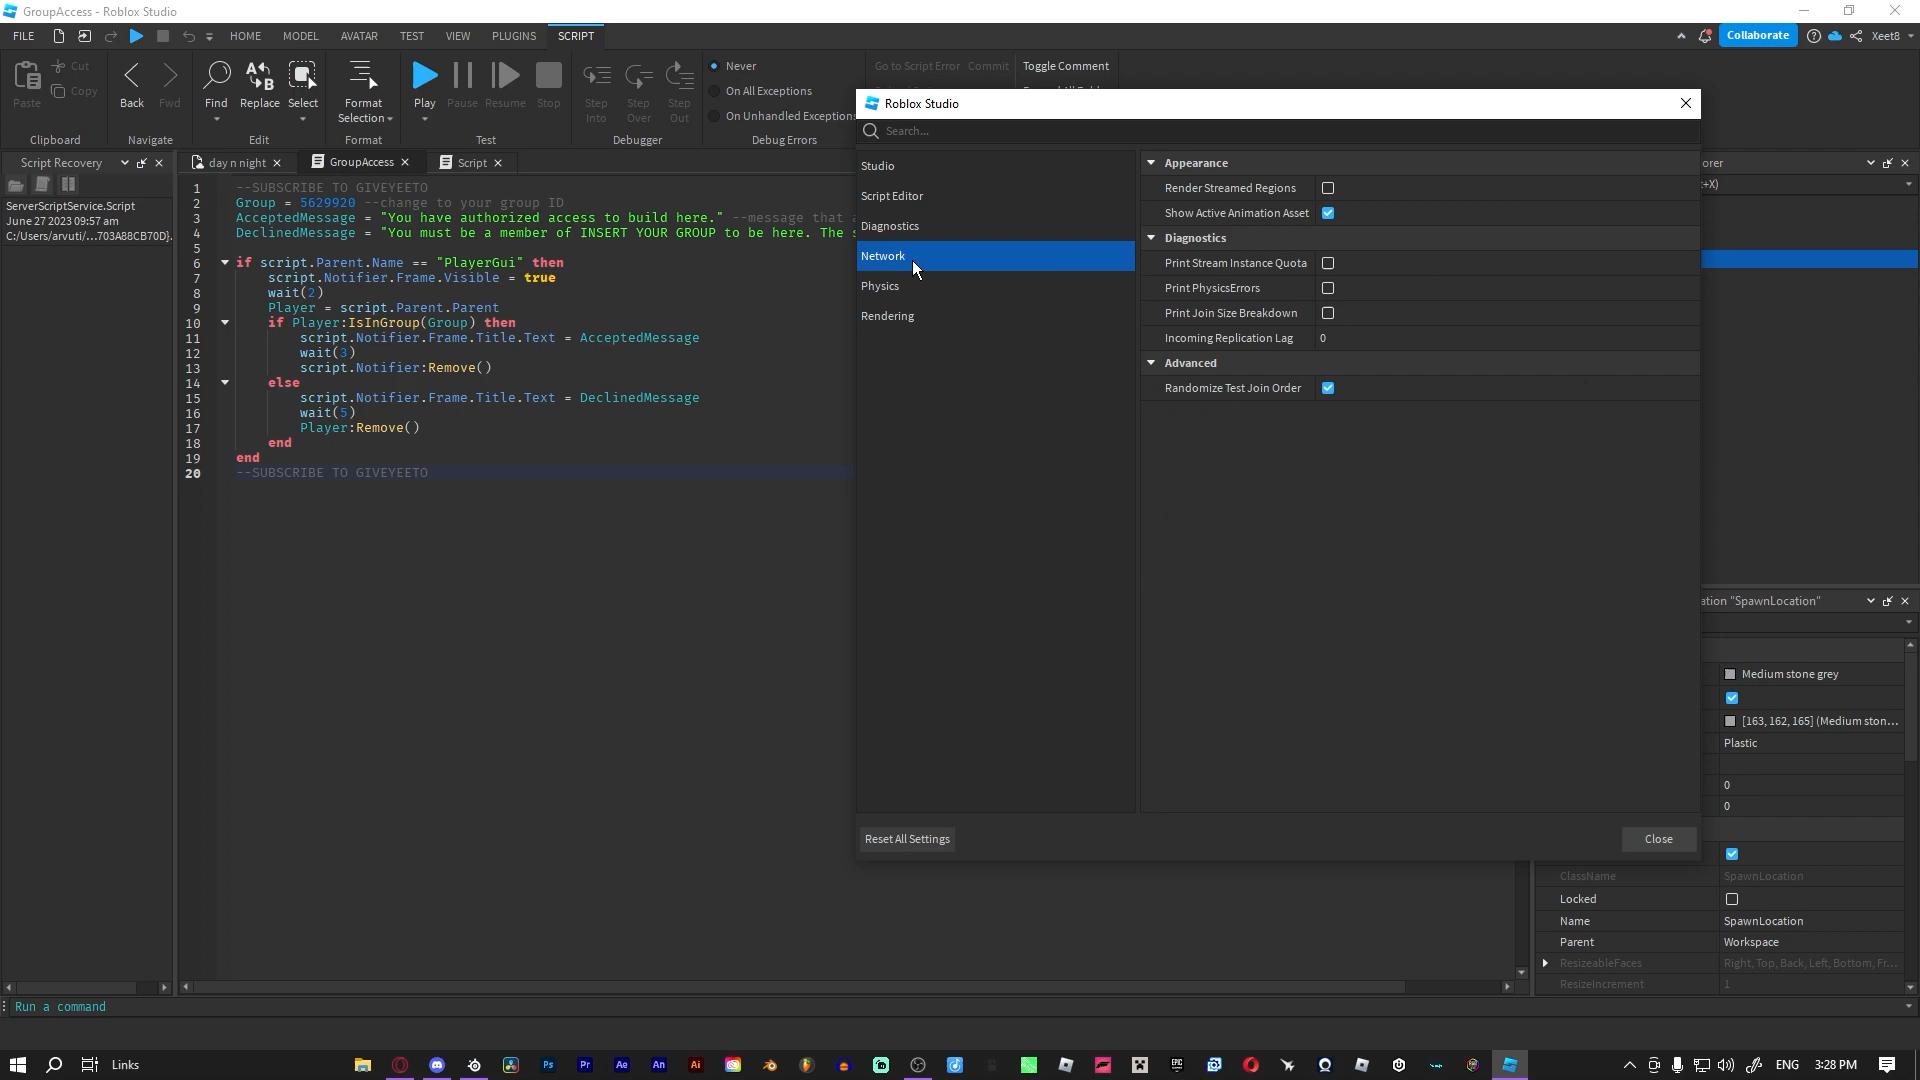 GroupAccess - Roblox Studio
FILE
HOME
MODEL
AVATAR
TEST
VIEW
PLUGINS
SCRIPT
Collaborate
Xeet8
Paste
Cut
Copy
Clipboard
Back
Fwd
Navigate
Find
Replace
Select
Edit
Format
Selection
Format
Play
Pause
Resume
Stop
Test
Step
Into
Step
Over
Step
Out
Debugger
Never
On All Exceptions
On Unhandled Exceptions
Debug Errors
Go to Script Error
Commit
Toggle Comment
Script Recovery
ServerScriptService.Script
June 27 2023 09:57 am
C:/Users/arvuti/...703A88CB70D}.
day n night
GroupAccess
Script
1 --SUBSCRIBE TO GIVEYEETO
2 Group = 5629920 --change to your group ID
3 AcceptedMessage = "You have authorized access to build here." --message that a
4 DeclinedMessage = "You must be a member of INSERT YOUR GROUP to be here. The s
5
6 if script.Parent.Name == "PlayerGui" then
7 script.Notifier.Frame.Visible = true
8 wait(2)
9 Player = script.Parent.Parent
10 if Player:IsInGroup(Group) then
11 script.Notifier.Frame.Title.Text = AcceptedMessage
12 wait(3)
13 script.Notifier:Remove()
14 else
15 script.Notifier.Frame.Title.Text = DeclinedMessage
16 wait(5)
17 Player:Remove()
18 end
19 end
20 --SUBSCRIBE TO GIVEYEETO
Roblox Studio
Search...
Studio
Script Editor
Diagnostics
Network
Physics
Rendering
Appearance
Render Streamed Regions
Show Active Animation Asset
Diagnostics
Print Stream Instance Quota
Print PhysicsErrors
Print Join Size Breakdown
Incoming Replication Lag 0
Advanced
Randomize Test Join Order
Reset All Settings
Close
orer
:+X)
ation "SpawnLocation"
Medium stone grey
[163, 162, 165] (Medium ston...
Plastic
0
0
ClassName SpawnLocation
Locked
Name SpawnLocation
Parent Workspace
ResizeableFaces Right, Top, Back, Left, Bottom, Fr...
ResizeIncrement 1
Run a command
Links
Ps
Pr
Ae
An
Ai
EPIC
ENG
3:28 PM